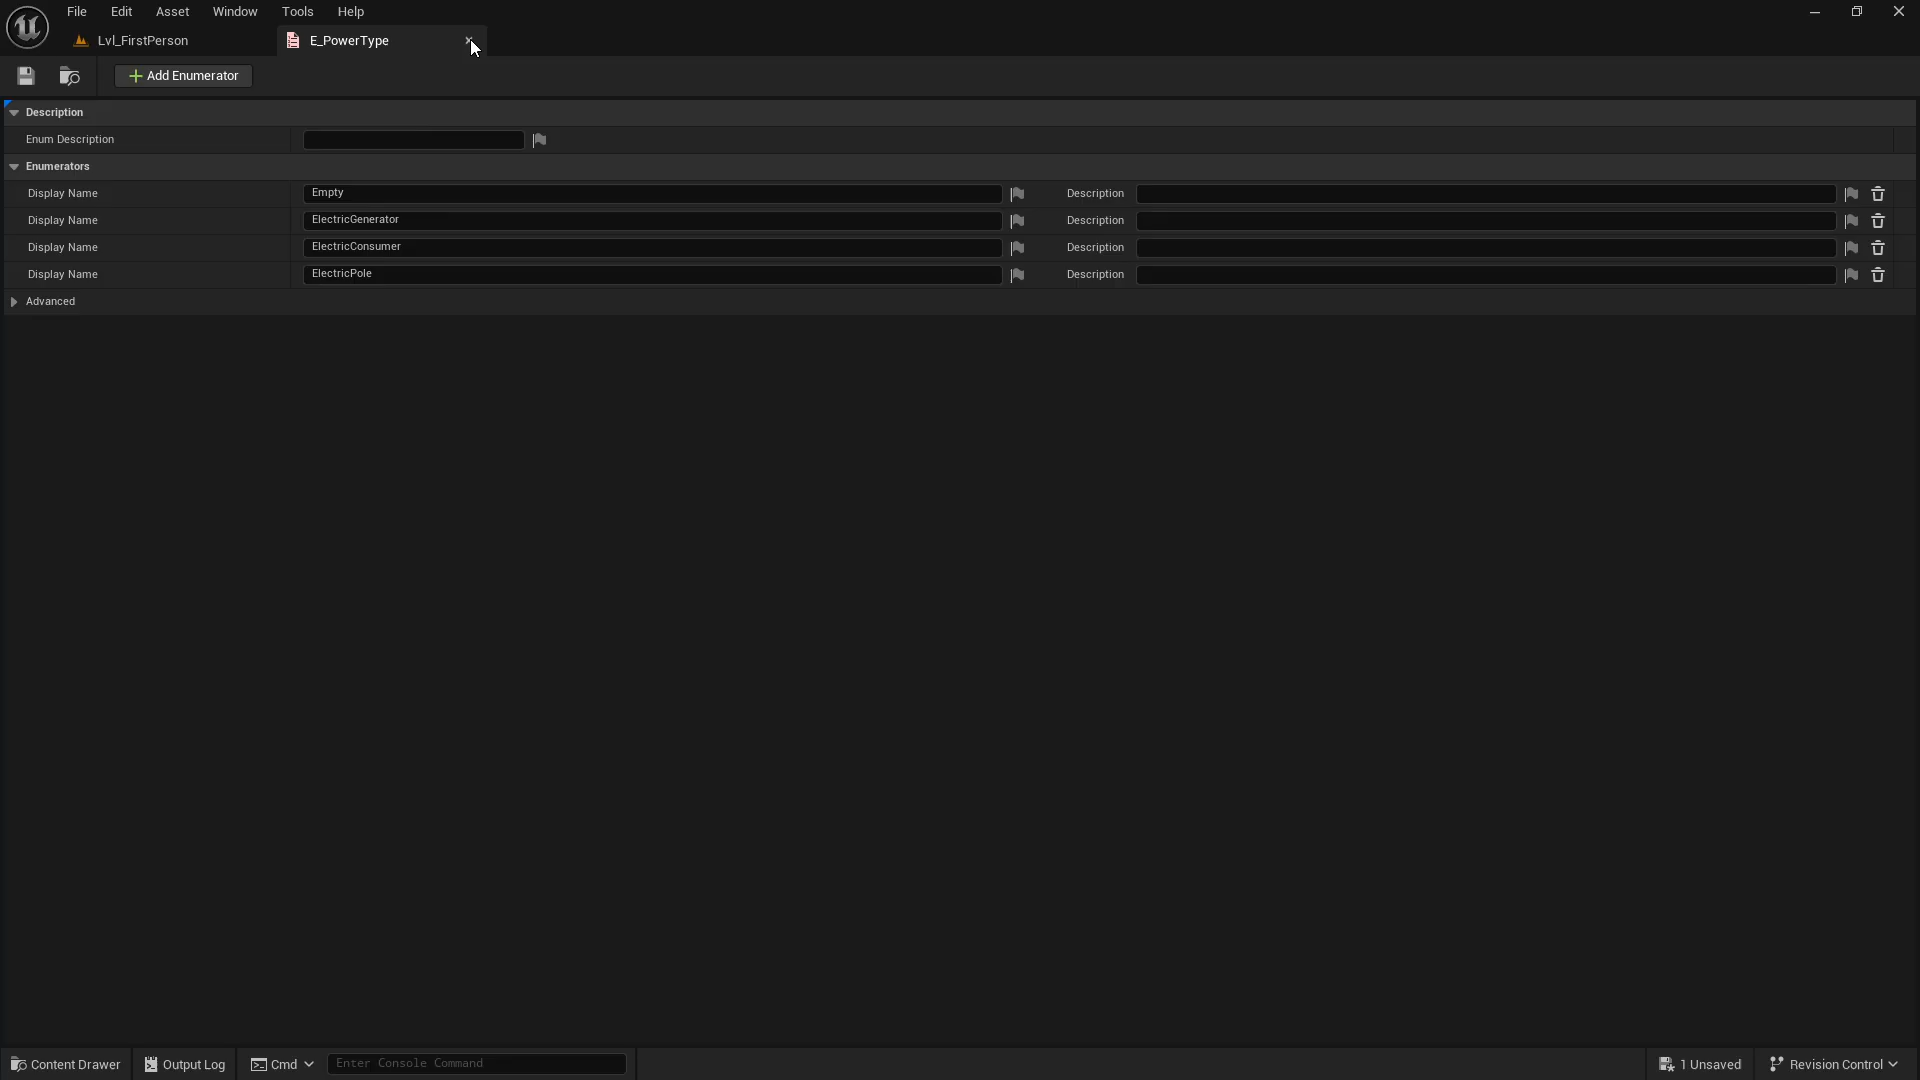 File Edit Asset Window Tools Help
Lvl_FirstPerson E_PowerType
Add Enumerator
Description
Enum Description
Enumerators
Display Name Empty Description
Display Name ElectricGenerator Description
Display Name ElectricConsumer Description
Display Name ElectricPole Description
Advanced
Content Drawer Output Log Cmd Enter Console Command 1 Unsaved Revision Control